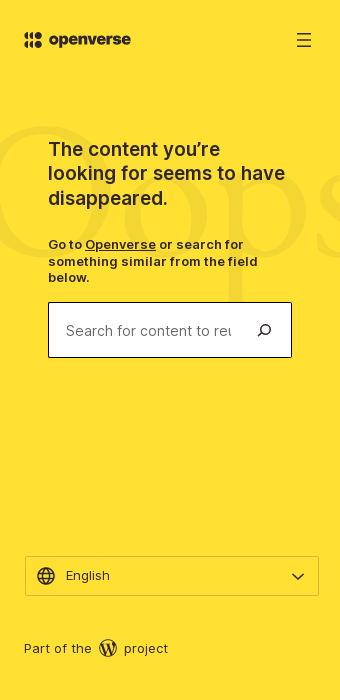 openverse
Oops
The content you’re
looking for seems to have
disappeared.
Go to Openverse or search for
something similar from the field
below.
Search for content to reu
English
Part of the project